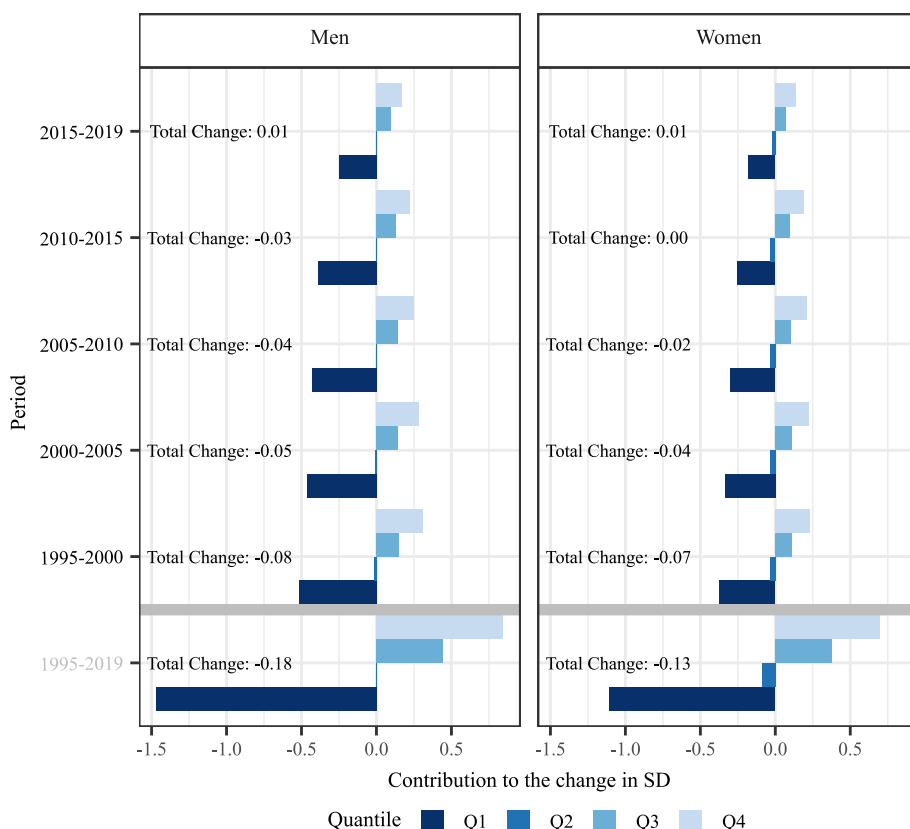 Men
Women
Period
2015-2019
Total Change: 0.01
Total Change: 0.01
2010-2015
Total Change: -0.03
Total Change: 0.00
2005-2010
Total Change: -0.04
Total Change: -0.02
2000-2005
Total Change: -0.05
Total Change: -0.04
1995-2000
Total Change: -0.08
Total Change: -0.07
1995-2019
Total Change: -0.18
Total Change: -0.13
-1.5 -1.0 -0.5 0.0 0.5
-1.5 -1.0 -0.5 0.0 0.5
Contribution to the change in SD
Quantile Q1 Q2 Q3 Q4